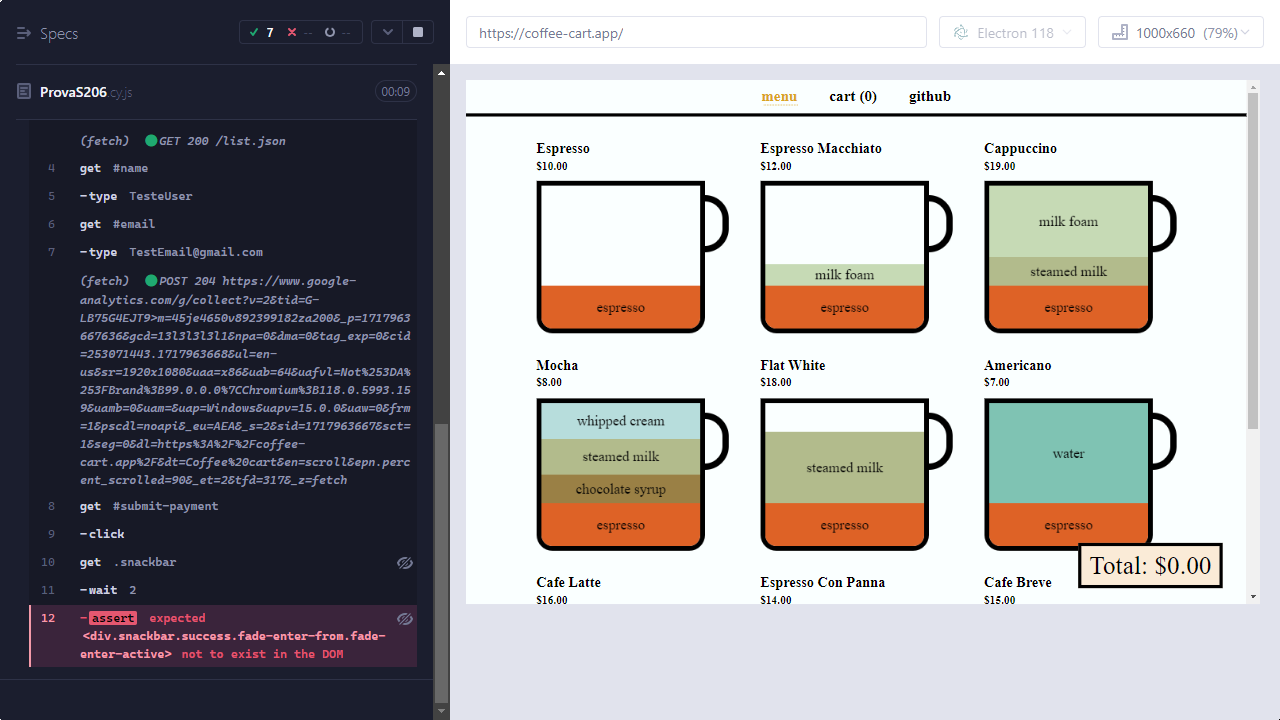 Specs
7
--
--
ProvaS206.cy.js
00:09
(fetch) GET 200 /list.json
4 get #name
5 -type TesteUser
6 get #email
7 -type TestEmail@gmail.com
(fetch) POST 204 https://www.google-
analytics.com/g/collect?v=2&tid=G-
LB75G4EJT9>m=45je4650v892399182za200&_p=1717963
667636&gcd=13l3l3l3l1&npa=0&dma=0&tag_exp=0&cid
=253071443.1717963668&ul=en-
us&sr=1920x1080&uaa=x86&uab=64&uafvl=Not%253DA%
253FBrand%3B99.0.0.0%7CChromium%3B118.0.5993.15
9&uamb=0&uam=&uap=Windows&uapv=15.0.0&uaw=0&frm
=1&pscdl=noapi&_eu=AEA&_s=2&sid=1717963667&sct=
1&seg=0&dl=https%3A%2F%2Fcoffee-
cart.app%2F&dt=Coffee%20cart&en=scroll&epn.perc
ent_scrolled=90&_et=2&tfd=317&_z=fetch
8 get #submit-payment
9 -click
10 get .snackbar
11 -wait 2
12 -assert expected
<div.snackbar.success.fade-enter-from.fade-
enter-active> not to exist in the DOM
https://coffee-cart.app/
Electron 118
1000x660 (79%)
menu cart (0) github
Espresso
$10.00
espresso
Espresso Macchiato
$12.00
milk foam
espresso
Cappuccino
$19.00
milk foam
steamed milk
espresso
Mocha
$8.00
whipped cream
steamed milk
chocolate syrup
espresso
Flat White
$18.00
steamed milk
espresso
Americano
$7.00
water
espresso
Cafe Latte
$16.00
Espresso Con Panna
$14.00
Cafe Breve
$15.00
Total: $0.00